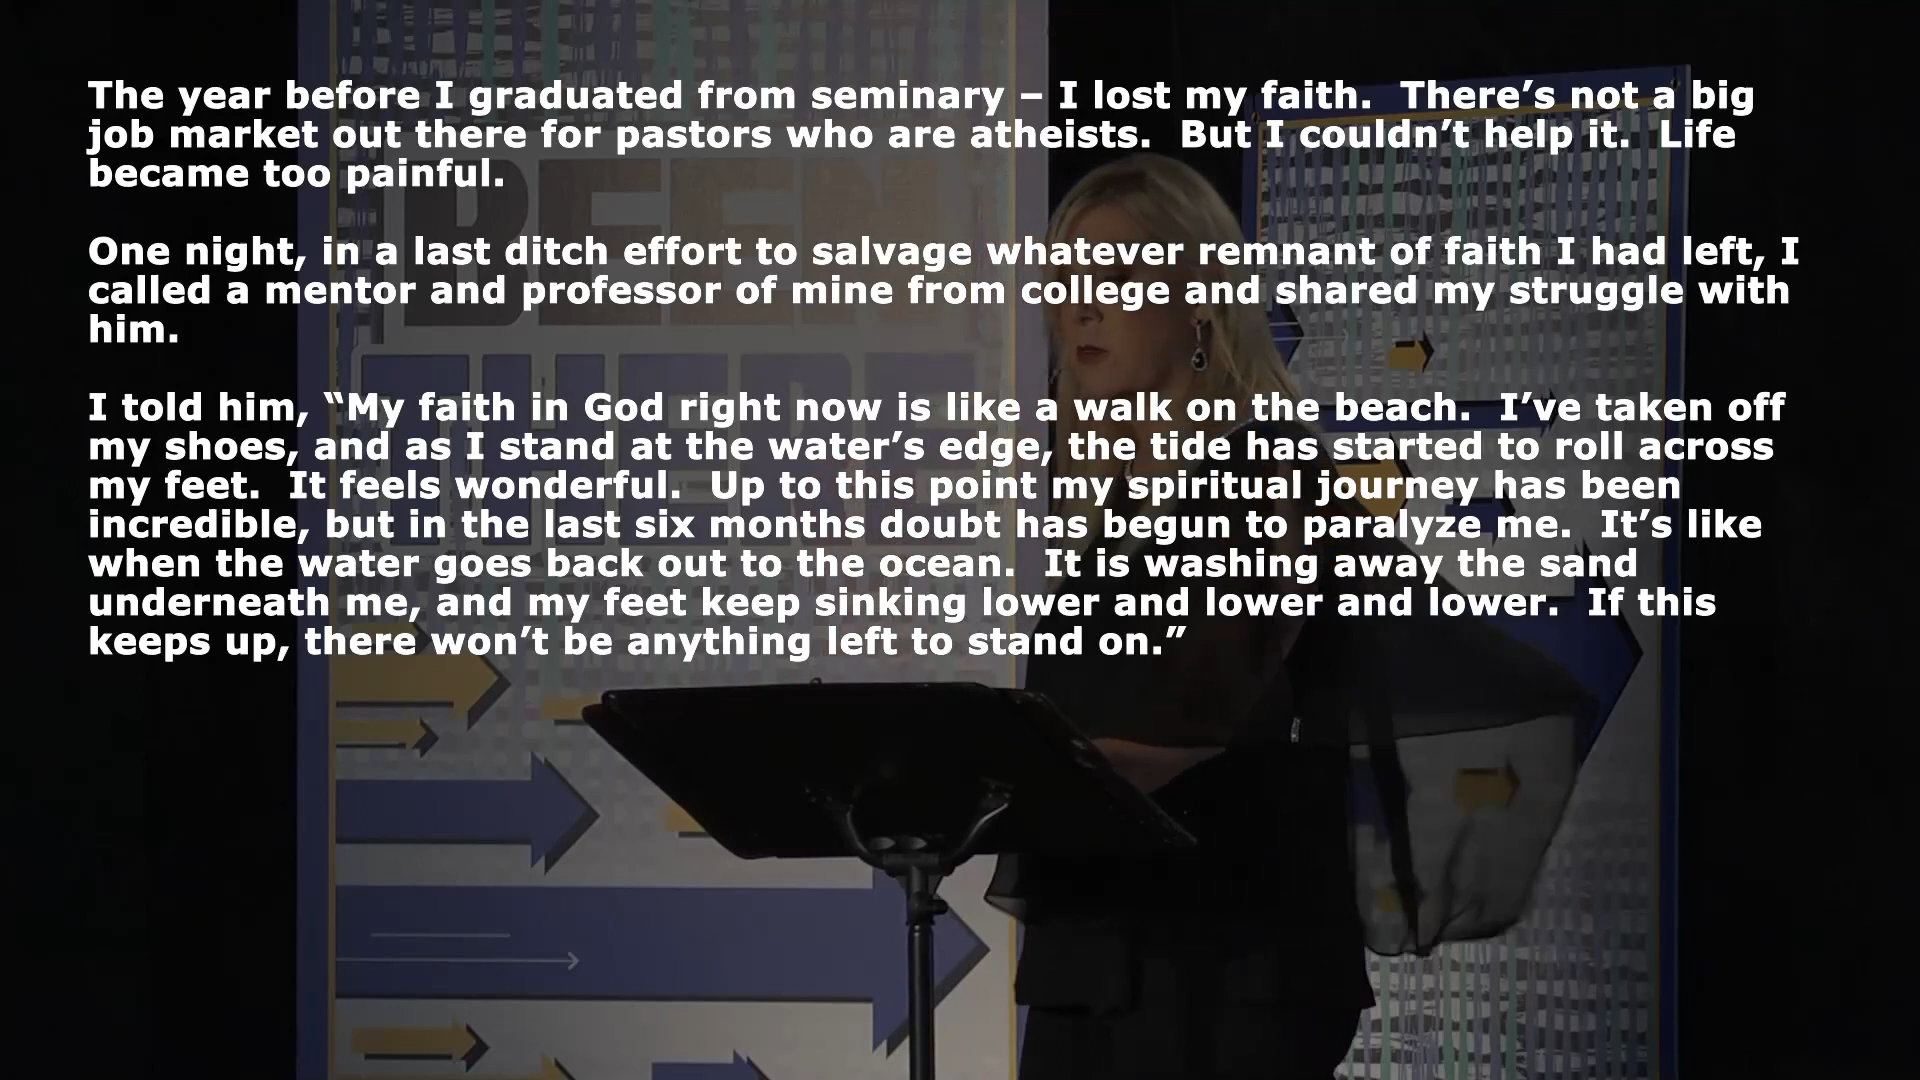 The year before I graduated from seminary – I lost my faith.  There’s not a big
job market out there for pastors who are atheists.  But I couldn’t help it.  Life
became too painful.
One night, in a last ditch effort to salvage whatever remnant of faith I had left, I
called a mentor and professor of mine from college and shared my struggle with
him.
I told him, “My faith in God right now is like a walk on the beach.  I’ve taken off
my shoes, and as I stand at the water’s edge, the tide has started to roll across
my feet.  It feels wonderful.  Up to this point my spiritual journey has been
incredible, but in the last six months doubt has begun to paralyze me.  It’s like
when the water goes back out to the ocean.  It is washing away the sand
underneath me, and my feet keep sinking lower and lower and lower.  If this
keeps up, there won’t be anything left to stand on.”
BEEN
THERE